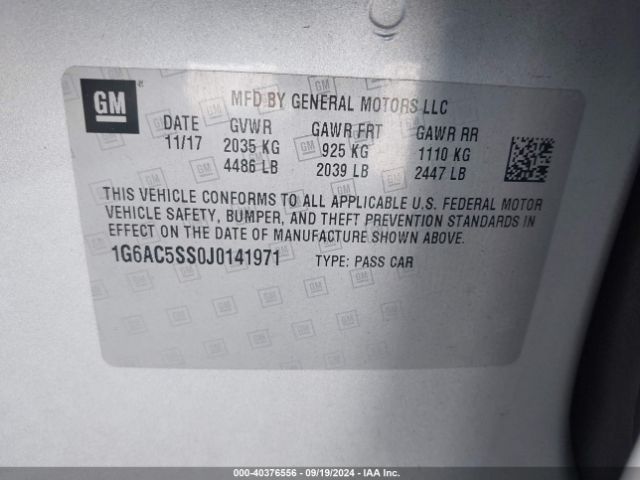 GM
MFD BY GENERAL MOTORS LLC
DATE GVWR GAWR FRT GAWR RR
11/17 2035 KG 925 KG 1110 KG
4486 LB 2039 LB 2447 LB
THIS VEHICLE CONFORMS TO ALL APPLICABLE U.S. FEDERAL MOTOR
VEHICLE SAFETY, BUMPER, AND THEFT PREVENTION STANDARDS IN
EFFECT ON THE DATE OF MANUFACTURE SHOWN ABOVE.
1G6AC5SS0J0141971 TYPE: PASS CAR
000-40376556 - 09/19/2024 - IAA Inc.